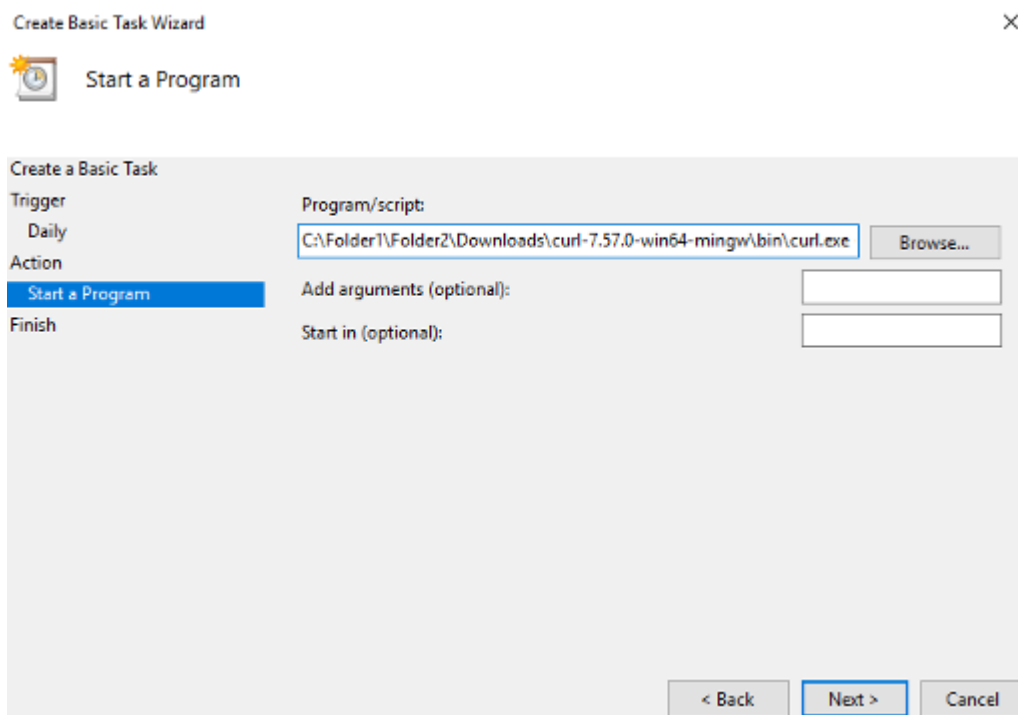 Create Basic Task Wizard
Start a Program
Create a Basic Task
Trigger
Daily
Action
Start a Program
Finish
Program/script:
C:\Folder1\Folder2\Downloads\curl-7.57.0-win64-mingw\bin\curl.exe
Browse...
Add arguments (optional):
Start in (optional):
< Back
Next >
Cancel